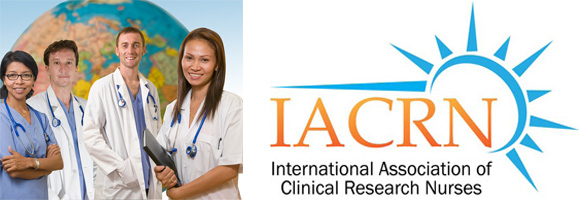 IACRN
International Association of
Clinical Research Nurses